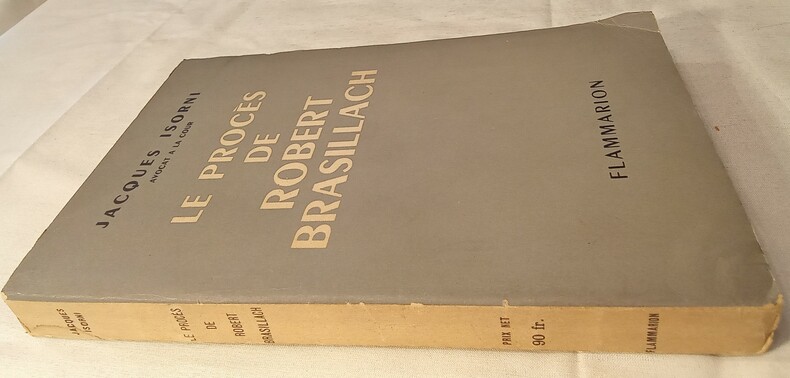 JACQUES ISORNI
AVOCAT A LA COUR
LE PROCÈS
DE
ROBERT
BRASILLACH
FLAMMARION
JACQUES
ISORNI
LE PROCÈS
DE
ROBERT
BRASILLACH
PRIX NET
90 fr.
FLAMMARION